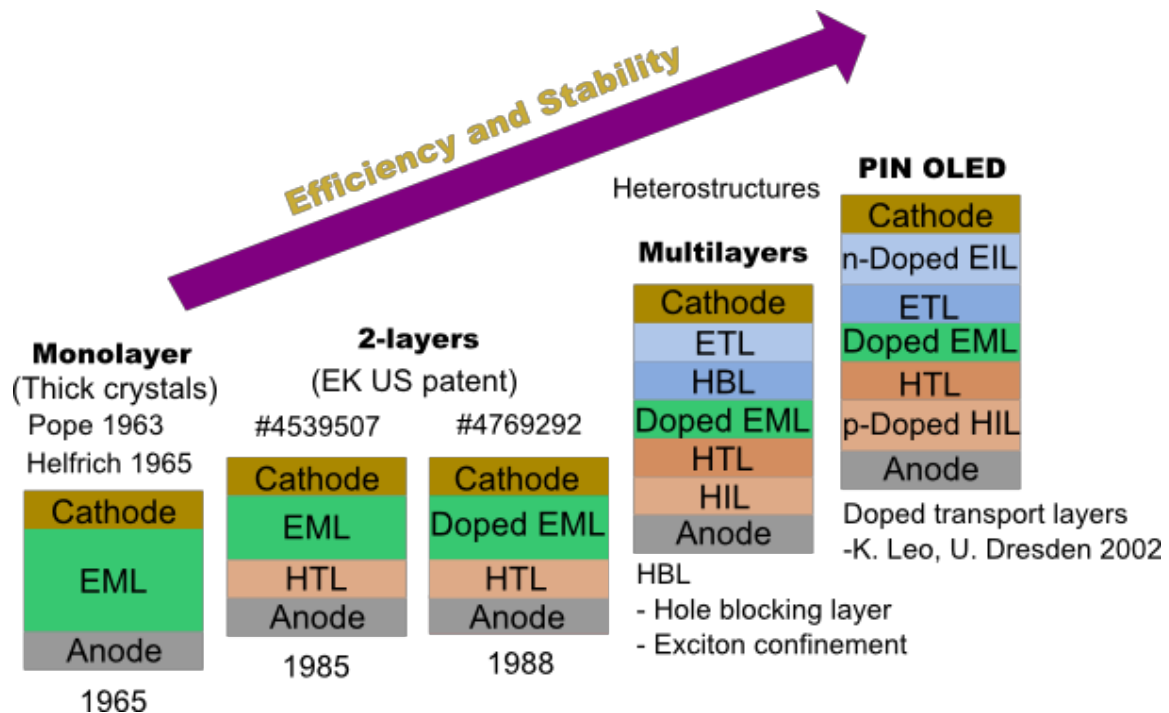 Efficiency and Stability
Monolayer
(Thick crystals)
Pope 1963
Helfrich 1965
Cathode
EML
Anode
1965
2-layers
(EK US patent)
#4539507
Cathode
EML
HTL
Anode
1985
#4769292
Cathode
Doped EML
HTL
Anode
1988
Heterostructures
Multilayers
Cathode
ETL
HBL
Doped EML
HTL
HIL
Anode
HBL
- Hole blocking layer
- Exciton confinement
PIN OLED
Cathode
n-Doped EIL
ETL
Doped EML
HTL
p-Doped HIL
Anode
Doped transport layers
-K. Leo, U. Dresden 2002